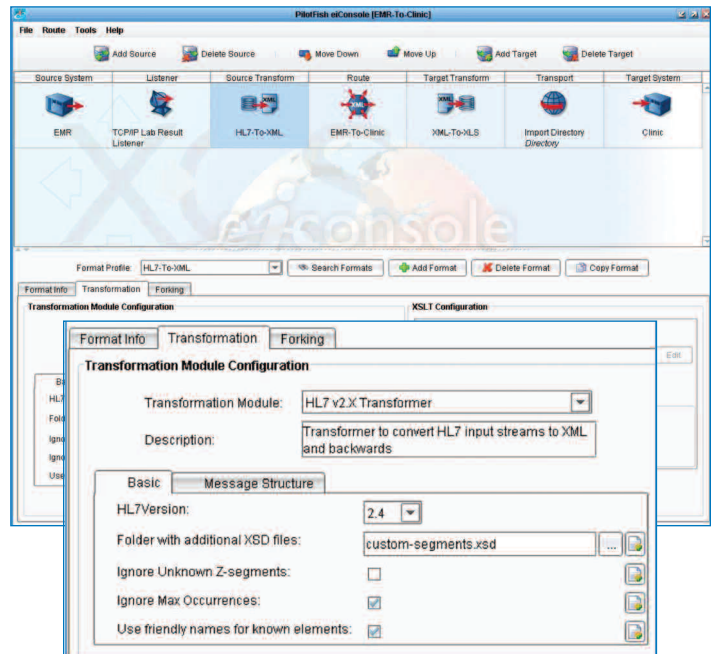 PilotFish eiConsole [EMR-To-Clinic]
File Route Tools Help
Add Source Delete Source Move Down Move Up Add Target Delete Target
Source System Listener Source Transform Route Target Transform Transport Target System
EMR TCP/IP Lab Result Listener HL7-To-XML EMR-To-Clinic XML-To-XLS Import Directory Directory Clinic
eiconsole
Format Profile: HL7-To-XML Search Formats Add Format Delete Format Copy Format
Format Info Transformation Forking
Transformation Module Configuration XSLT Configuration
Edit
Ba
HL7
Fold
Igno
Igno
Use
Format Info Transformation Forking
Transformation Module Configuration
Transformation Module: HL7 v2.X Transformer
Description: Transformer to convert HL7 input streams to XML
and backwards
Basic Message Structure
HL7Version: 2.4
Folder with additional XSD files: custom-segments.xsd ...
Ignore Unknown Z-segments:
Ignore Max Occurrences:
Use friendly names for known elements: